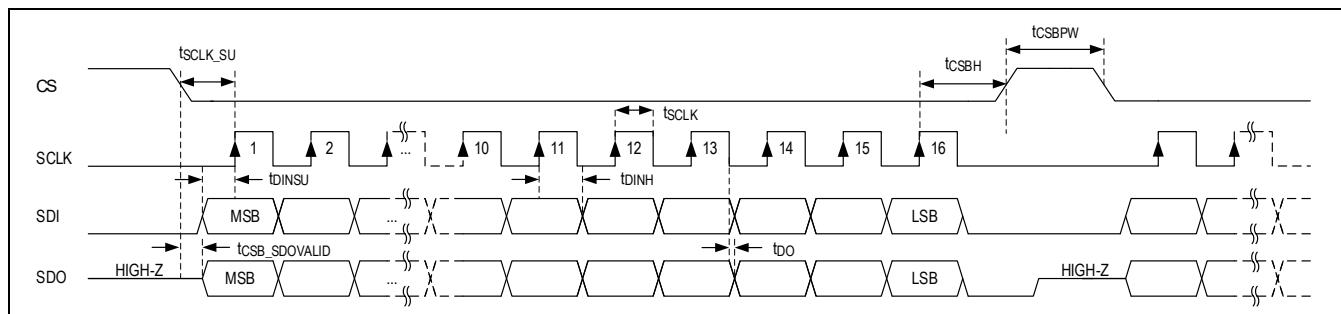 tSCLK_SU
tCSBPW
tCSBH
CS
tSCLK
SCLK
1 2 ... 10 11 12 13 14 15 16
tDINSU
tDINH
SDI
MSB ... LSB
tCSB_SDOVALID
tDO
SDO
HIGH-Z MSB ... LSB HIGH-Z